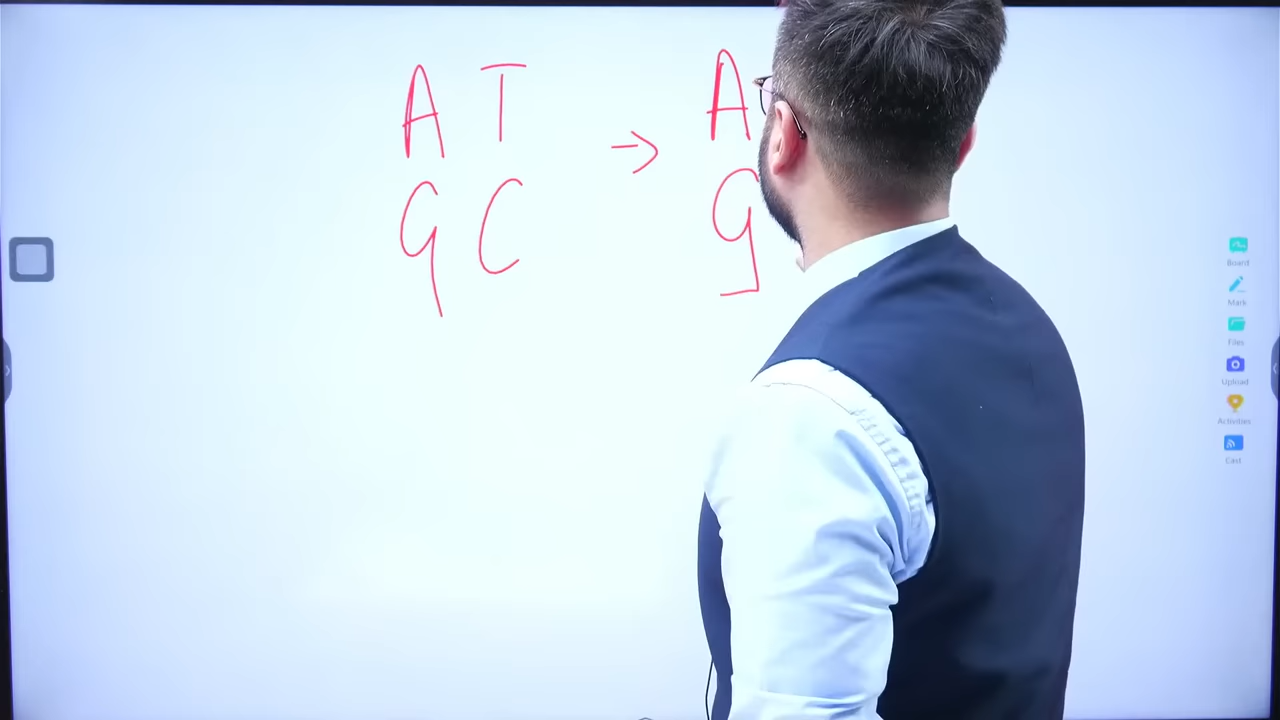 A T → A
G C G
Board
Mark
Files
Upload
Activities
Cast